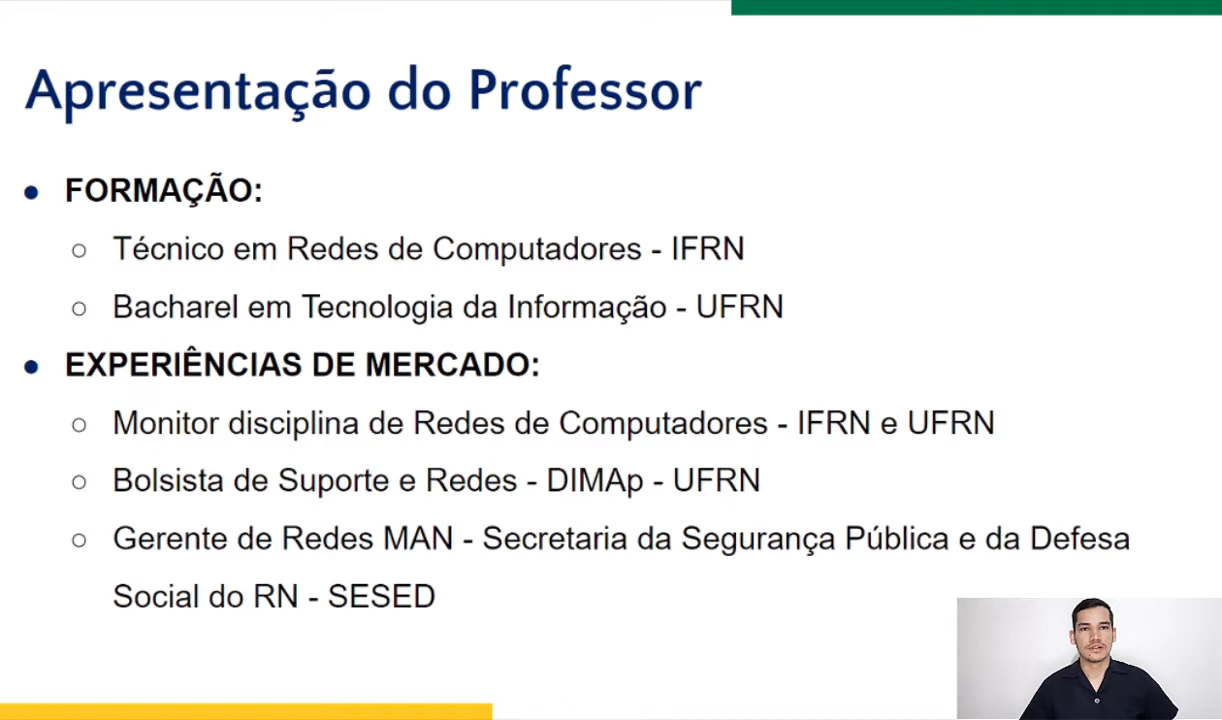 Apresentação do Professor
● FORMAÇÃO:
○ Técnico em Redes de Computadores - IFRN
○ Bacharel em Tecnologia da Informação - UFRN
● EXPERIÊNCIAS DE MERCADO:
○ Monitor disciplina de Redes de Computadores - IFRN e UFRN
○ Bolsista de Suporte e Redes - DIMAp - UFRN
○ Gerente de Redes MAN - Secretaria da Segurança Pública e da Defesa
Social do RN - SESED